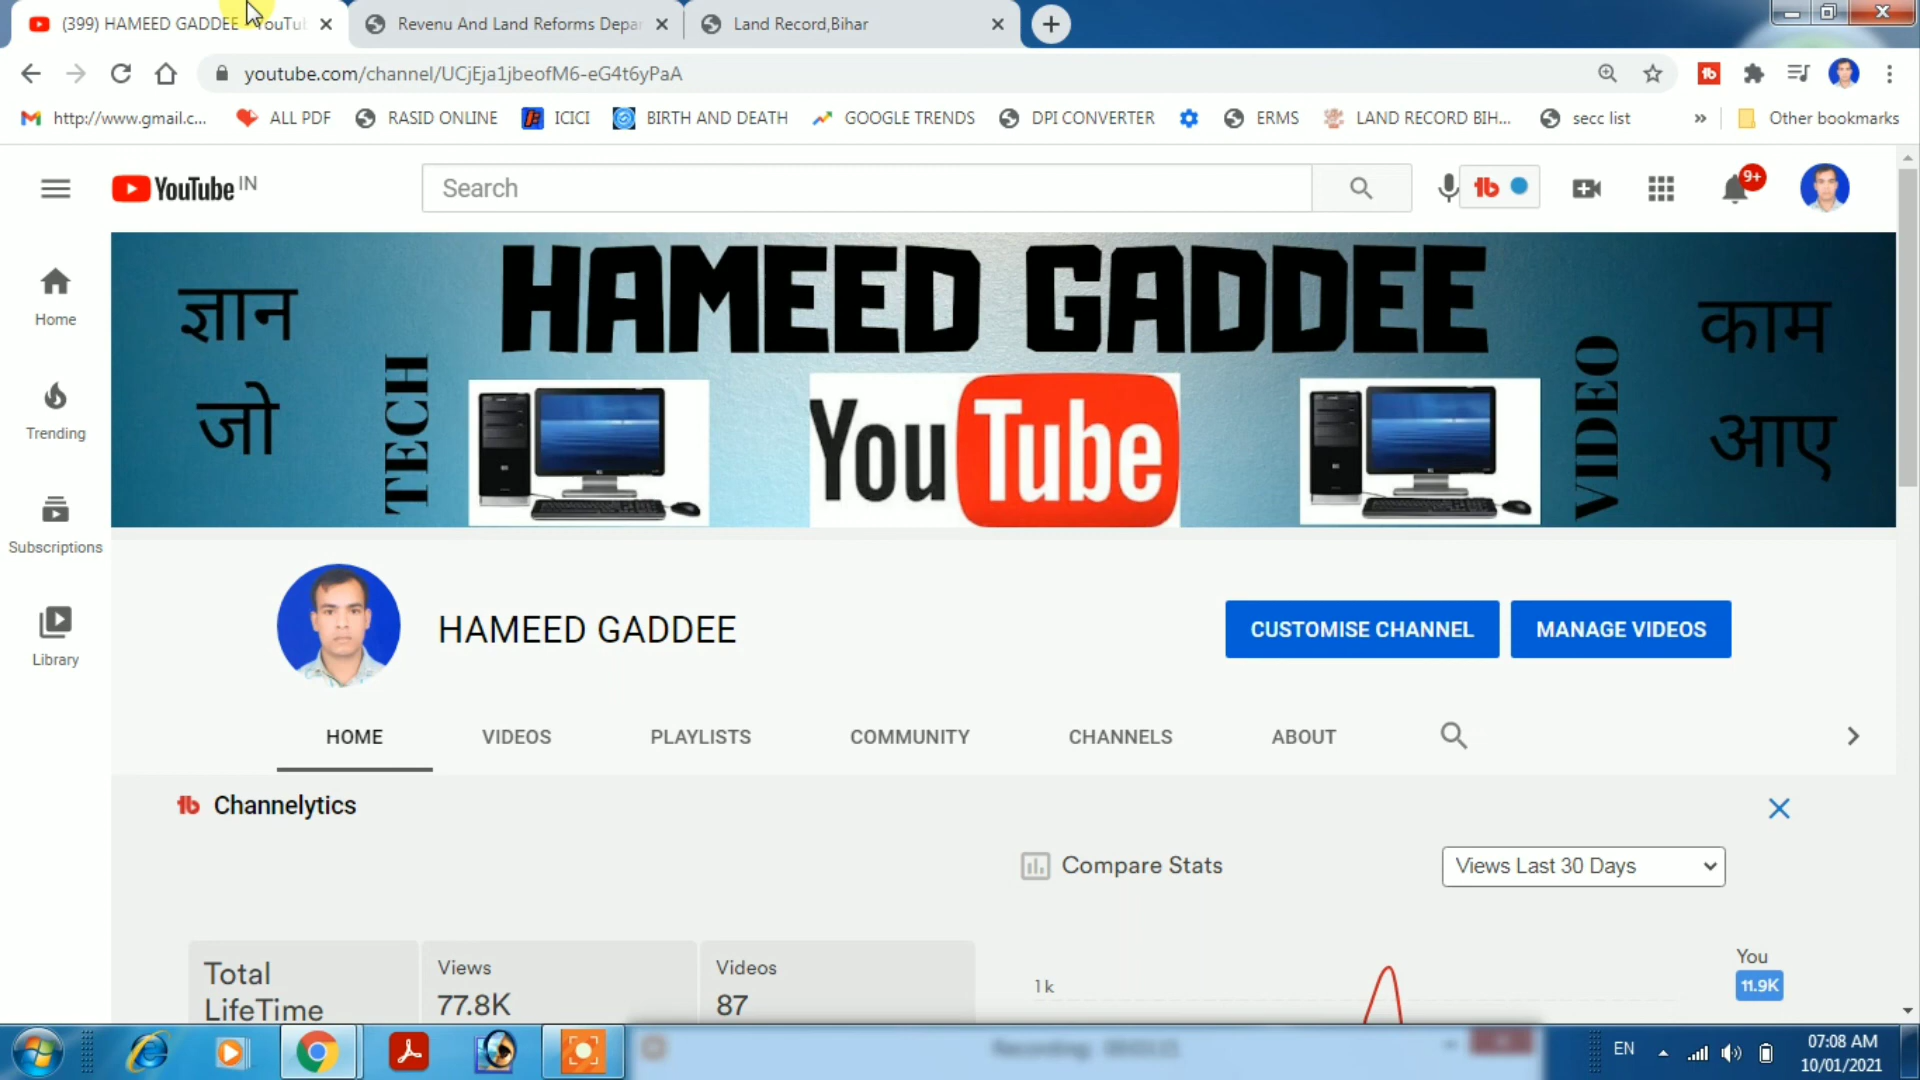 (399) HAMEED GADDEE - YouTu
Revenu And Land Reforms Depar
Land Record,Bihar
youtube.com/channel/UCjEja1jbeofM6-eG4t6yPaA
http://www.gmail.c...
ALL PDF
RASID ONLINE
ICICI
BIRTH AND DEATH
GOOGLE TRENDS
DPI CONVERTER
ERMS
LAND RECORD BIH...
secc list
Other bookmarks
YouTube IN
Search
9+
Home
Trending
Subscriptions
Library
ज्ञान
जो
TECH
HAMEED GADDEE
YouTube
VIDEO
काम
आए
HAMEED GADDEE
CUSTOMISE CHANNEL
MANAGE VIDEOS
HOME
VIDEOS
PLAYLISTS
COMMUNITY
CHANNELS
ABOUT
Channelytics
Compare Stats
Views Last 30 Days
Total
LifeTime
Views
77.8K
Videos
87
1k
You
11.9K
EN
07:08 AM
10/01/2021